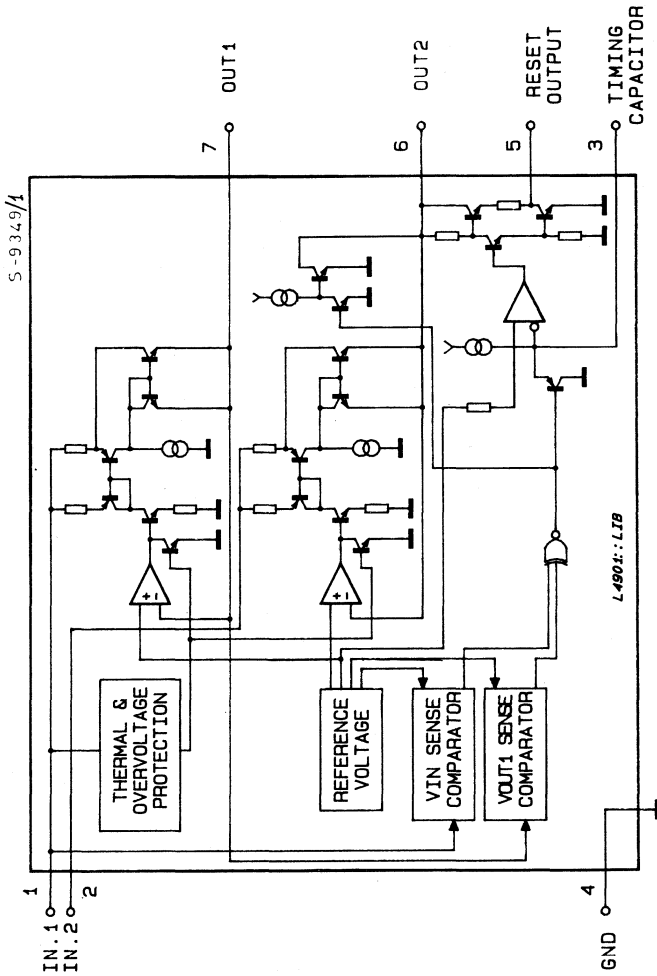 S-9349/1
IN.1
1
IN.2
2
THERMAL &
OVERVOLTAGE
PROTECTION
+
-
7
OUT1
REFERENCE
VOLTAGE
+
-
6
OUT2
VIN SENSE
COMPARATOR
VOUT1 SENSE
COMPARATOR
5
RESET
OUTPUT
3
TIMING
CAPACITOR
L4901::LIB
4
GND